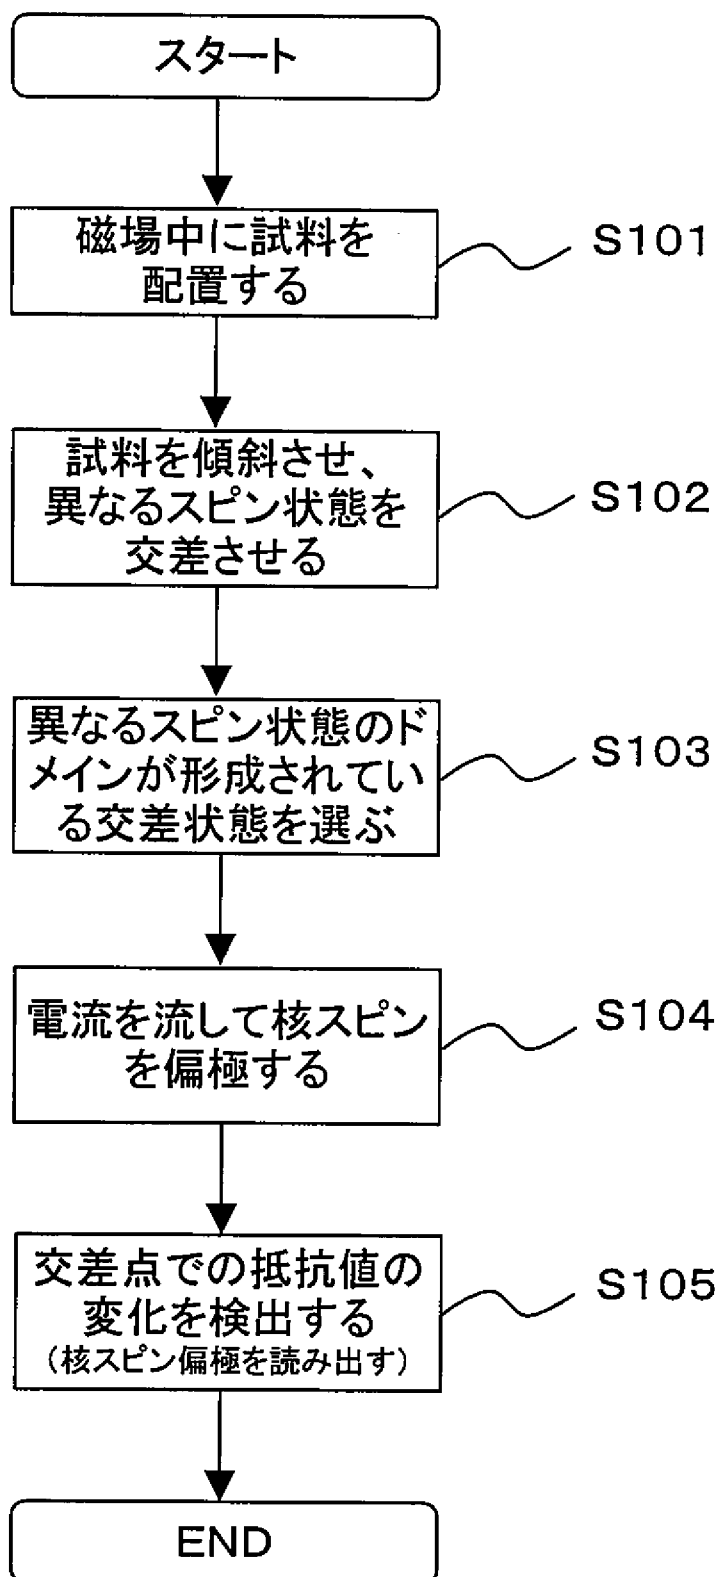 スタート
磁場中に試料を
配置する
S101
試料を傾斜させ、
異なるスピン状態を
交差させる
S102
異なるスピン状態のド
メインが形成されてい
る交差状態を選ぶ
S103
電流を流して核スピン
を偏極する
S104
交差点での抵抗値の
変化を検出する
(核スピン偏極を読み出す)
S105
END